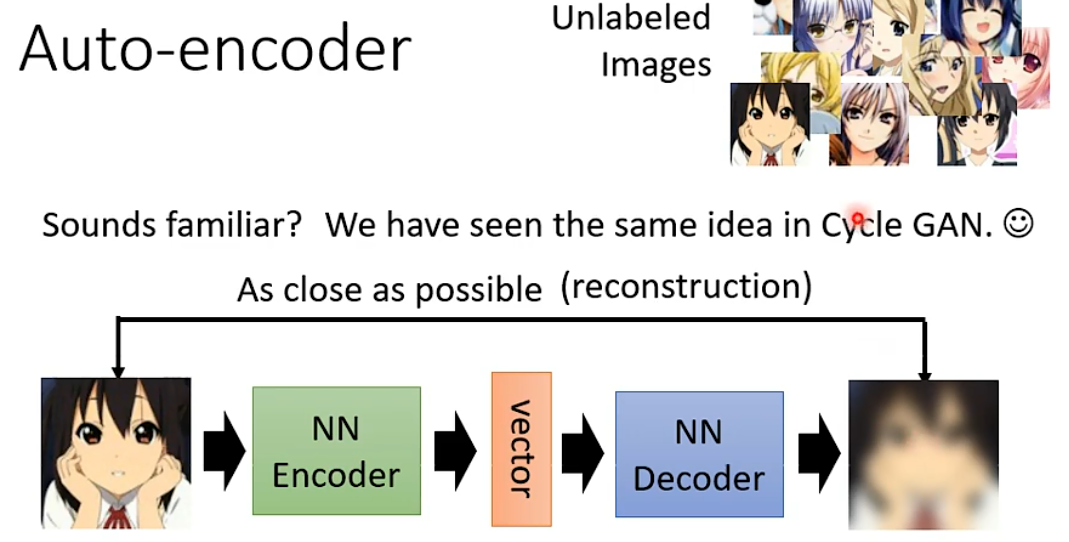 Auto-encoder
Unlabeled
Images
Sounds familar? We have seen the same idea in Cycle GAN. ☺
As close as possible (reconstruction)
NN
Encoder
vector
NN
Decoder